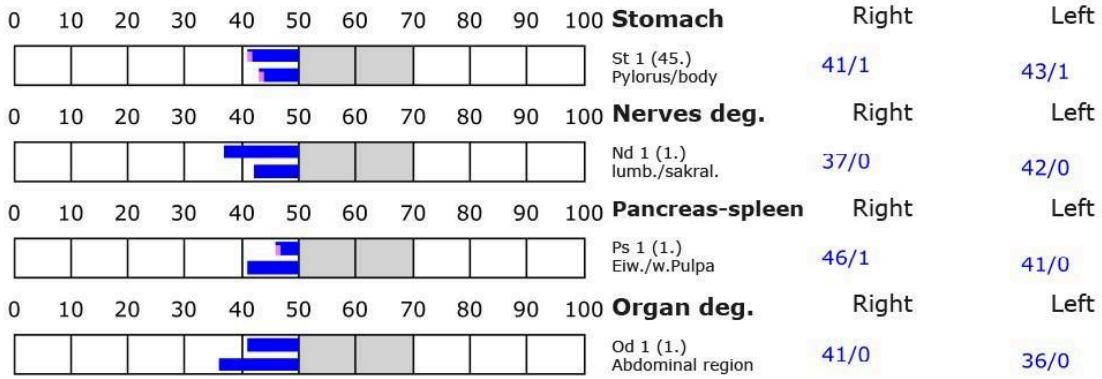 0 10 20 30 40 50 60 70 80 90 100 Stomach Right Left
St 1 (45.) 41/1 43/1
Pylorus/body
0 10 20 30 40 50 60 70 80 90 100 Nerves deg. Right Left
Nd 1 (1.) 37/0 42/0
lumb./sakral.
0 10 20 30 40 50 60 70 80 90 100 Pancreas-spleen Right Left
Ps 1 (1.) 46/1 41/0
Eiw./w.Pulpa
0 10 20 30 40 50 60 70 80 90 100 Organ deg. Right Left
Od 1 (1.) 41/0 36/0
Abdominal region